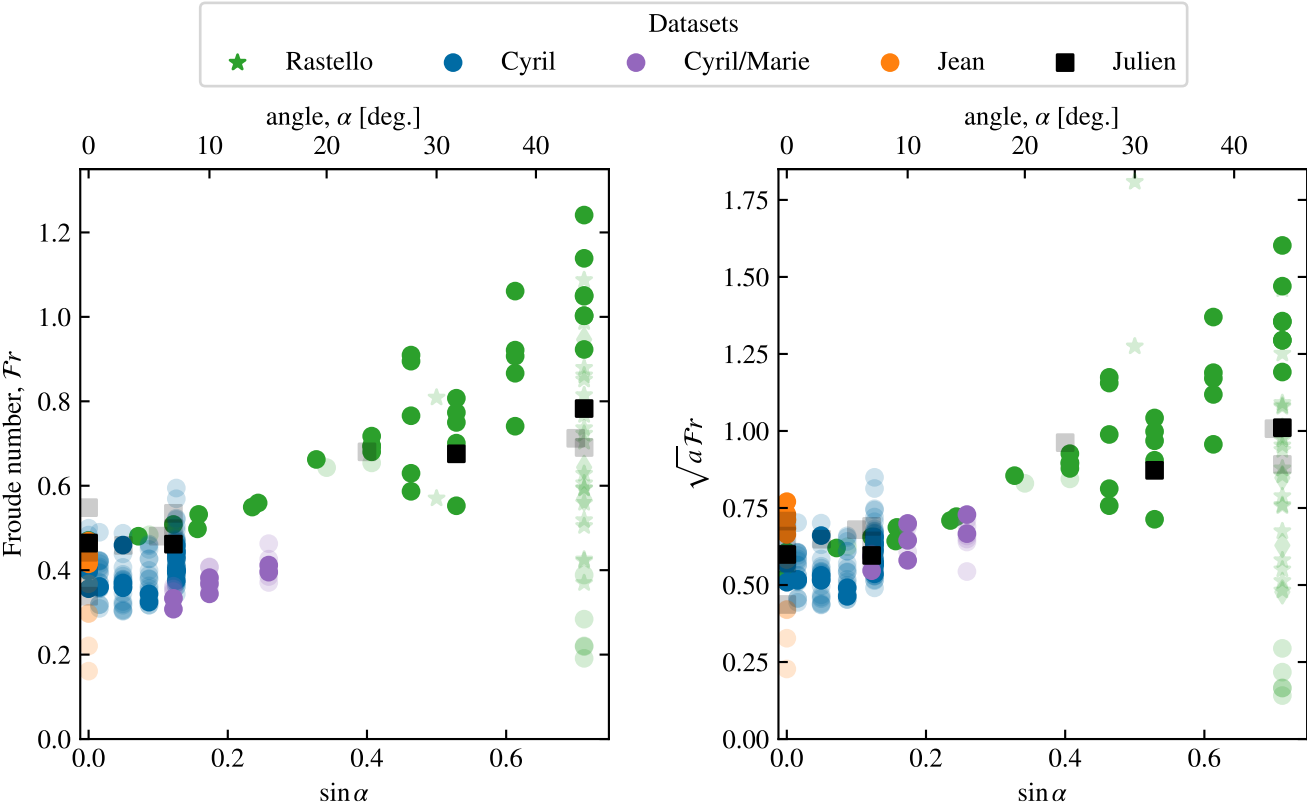 Datasets
Rastello Cyril Cyril/Marie Jean Julien
angle, α [deg.]
0 10 20 30 40
1.2
1.0
0.8
0.6
0.4
0.2
0.0
Froude number, ℱr
0.0 0.2 0.4 0.6
sin α
angle, α [deg.]
0 10 20 30 40
1.75
1.50
1.25
1.00
0.75
0.50
0.25
0.00
√aℱr
0.0 0.2 0.4 0.6
sin α